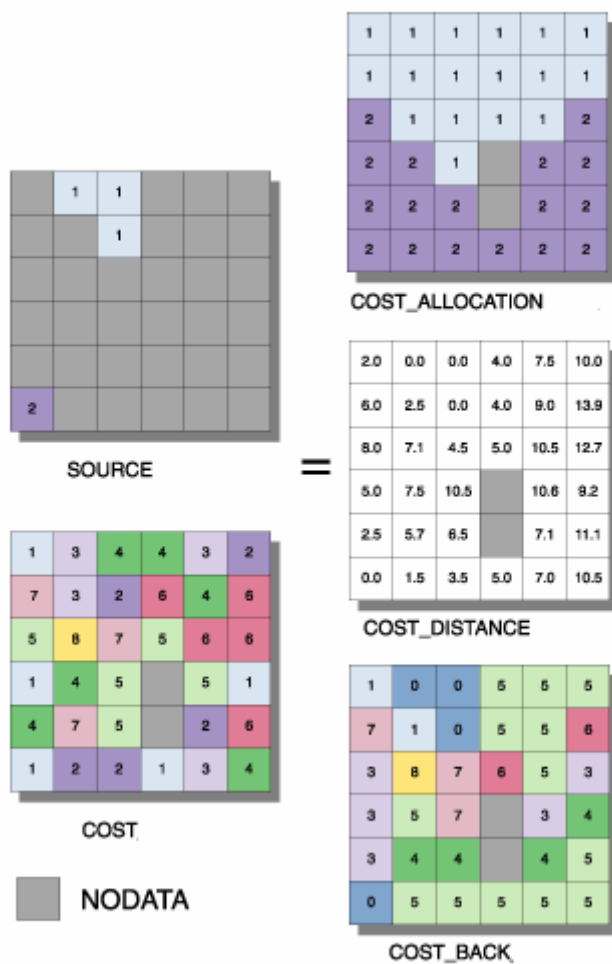 1 1
1
2
SOURCE
1 3 4 4 3 2
7 3 2 6 4 6
5 8 7 5 6 6
1 4 5 5 1
4 7 5 2 6
1 2 2 1 3 4
COST
NODATA
=
1 1 1 1 1 1
1 1 1 1 1 1
2 1 1 1 1 2
2 2 1 2 2
2 2 2 2 2
2 2 2 2 2 2
COST_ALLOCATION
2.0 0.0 0.0 4.0 7.5 10.0
6.0 2.5 0.0 4.0 9.0 13.9
8.0 7.1 4.5 5.0 10.5 12.7
5.0 7.5 10.5 10.6 9.2
2.5 5.7 6.5 7.1 11.1
0.0 1.5 3.5 5.0 7.0 10.5
COST_DISTANCE
1 0 0 5 5 5
7 1 0 5 5 6
3 8 7 6 5 3
3 5 7 3 4
3 4 4 4 5
0 5 5 5 5 5
COST_BACK